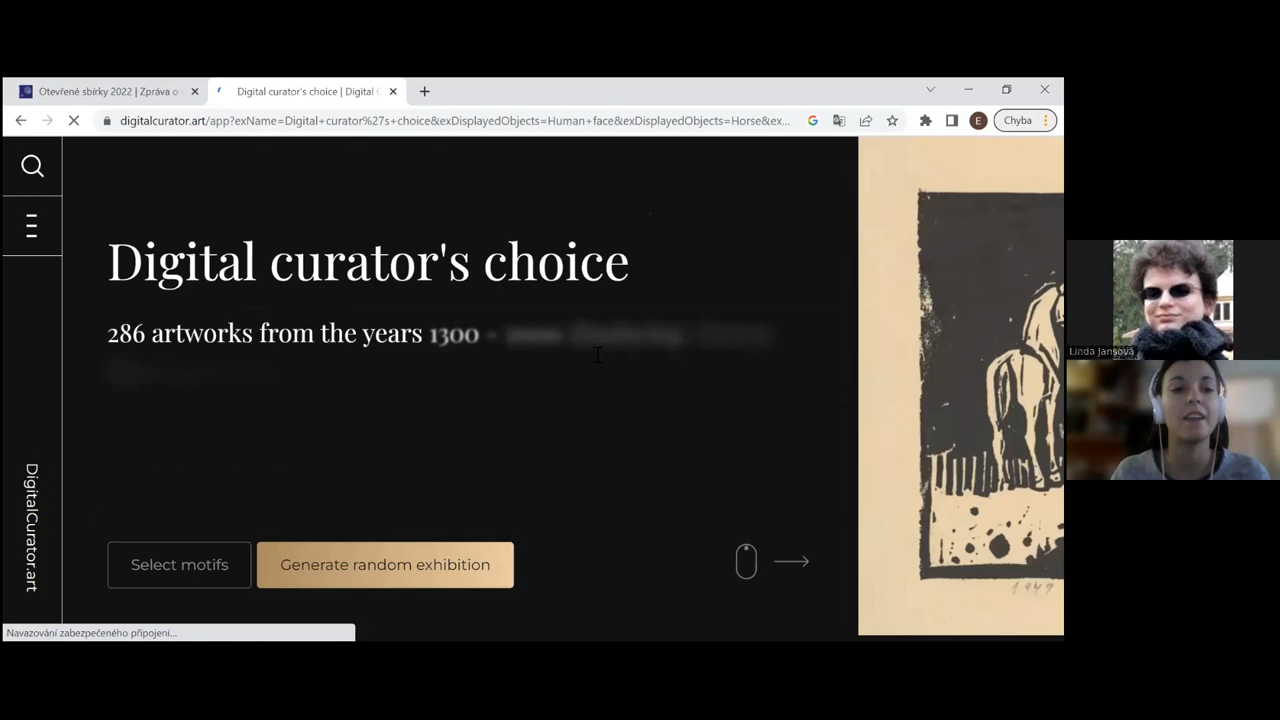 Otevřené sbírky 2022 | Zpráva o
Digital curator's choice | Digital C
digitalcurator.art/app?exName=Digital+curator%27s+choice&exDisplayedObjects=Human+face&exDisplayedObjects=Horse&ex...
E
Chyba
Digital curator's choice
286 artworks from the years 1300 -
DigitalCurator.art
Select motifs
Generate random exhibition
1947
Navazování zabezpečeného připojení...
Linda Jansová